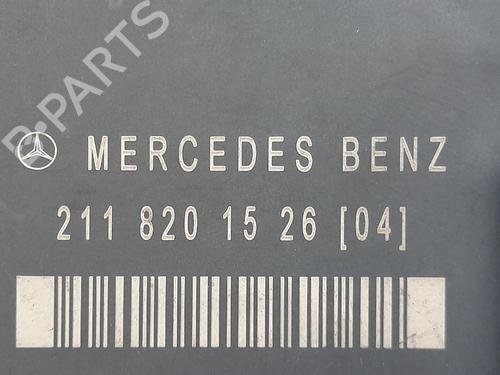 B-PARTS
MERCEDES BENZ
211 820 15 26 [04]